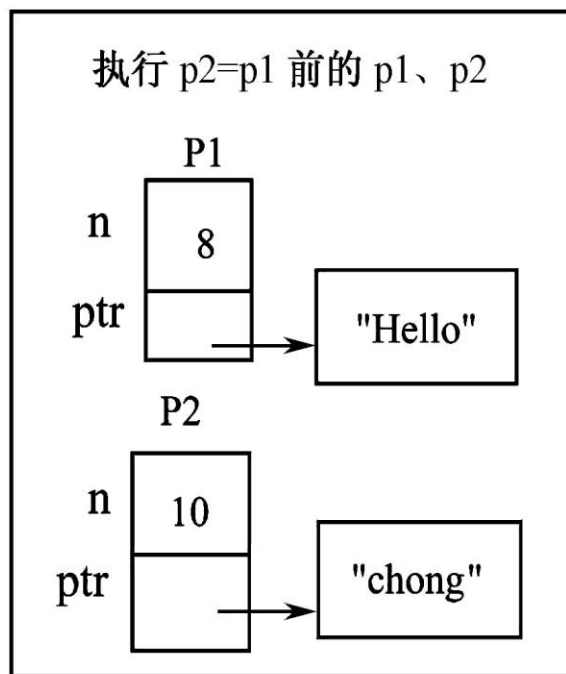 执行 p2=p1 前的 p1、p2
P1
n
8
ptr
"Hello"
P2
n
10
ptr
"chong"